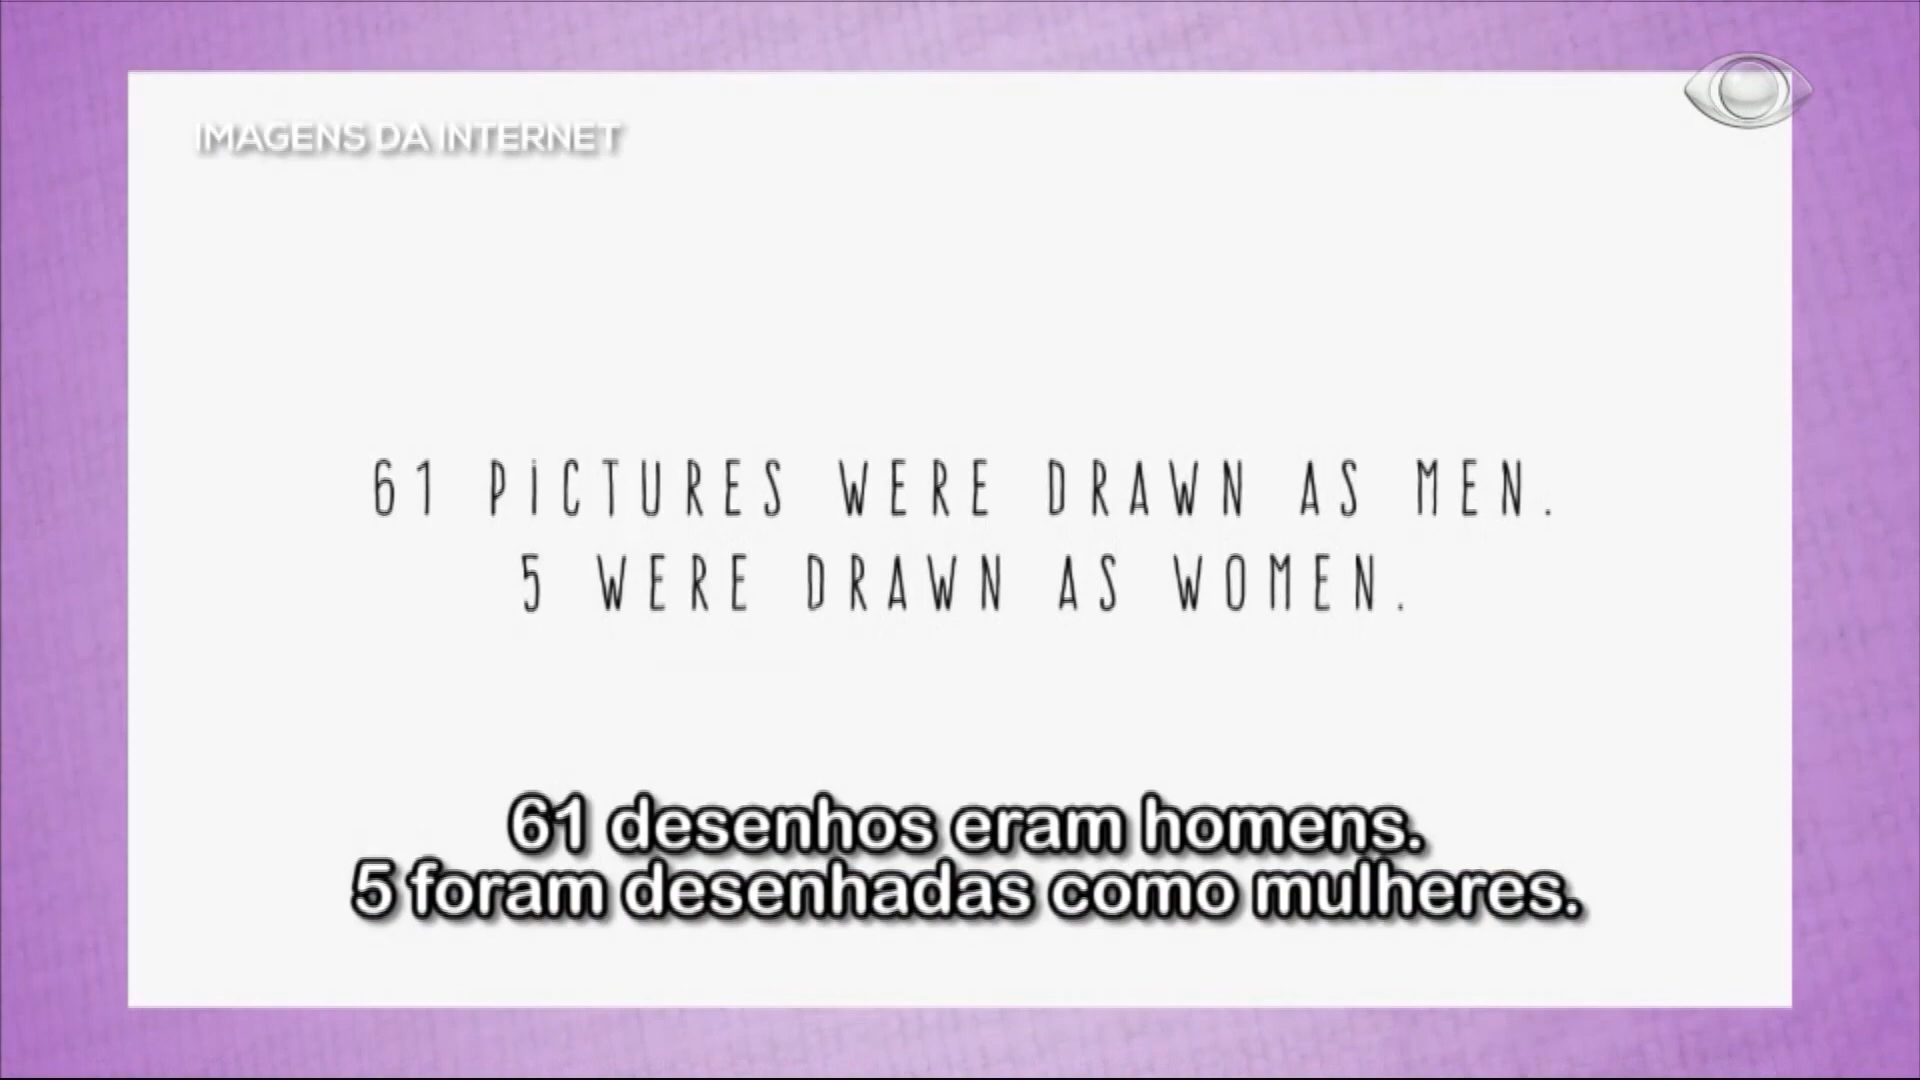 IMAGENS DA INTERNET
61 PICTURES WERE DRAWN AS MEN.
5 WERE DRAWN AS WOMEN.
61 desenhos eram homens.
5 foram desenhadas como mulheres.